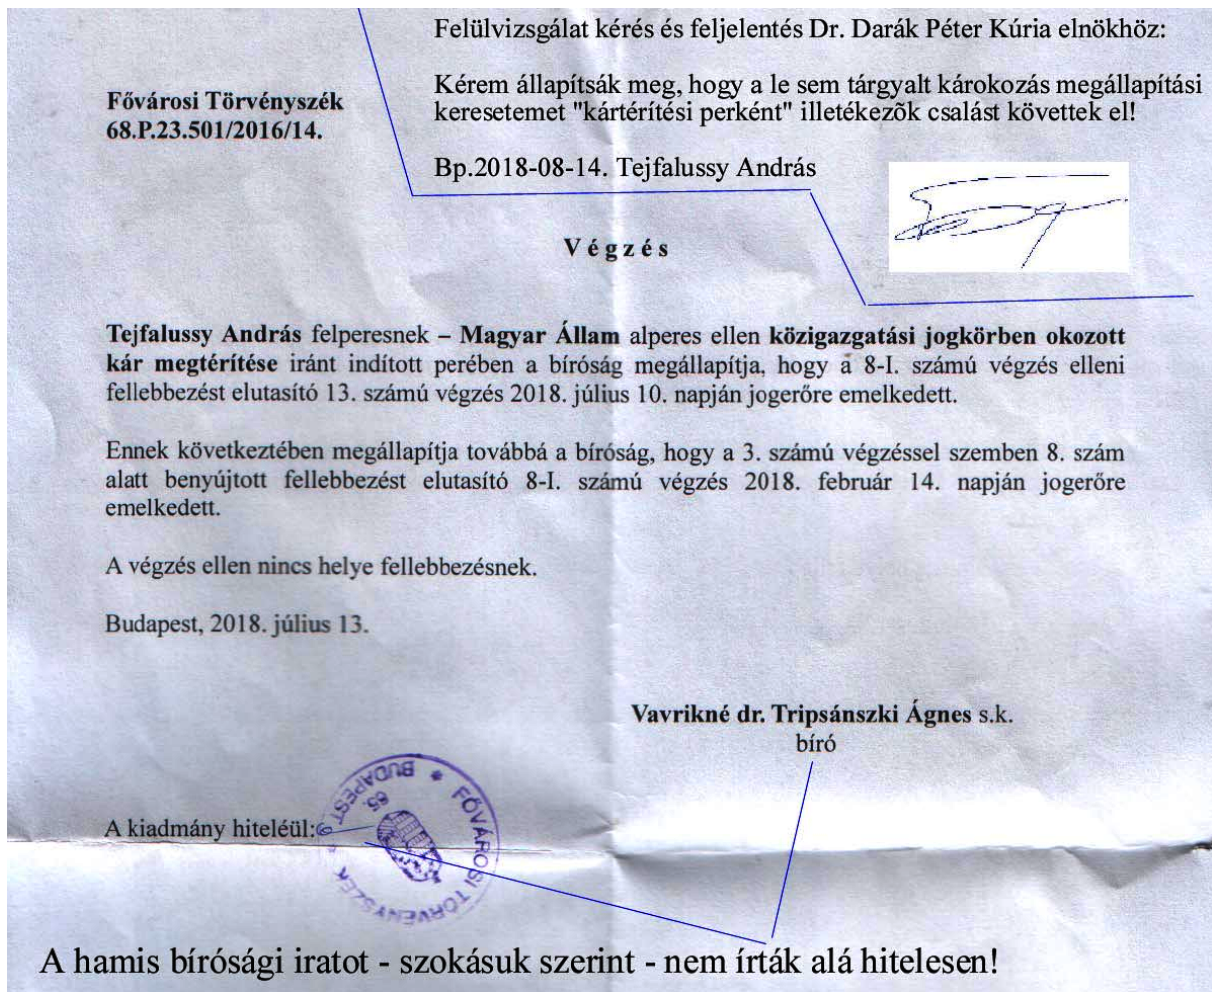 Felülvizsgálat kérés és feljelentés Dr. Darák Péter Kúria elnökhöz:
Kérem állapítsák meg, hogy a le sem tárgyalt károkozás megállapítási
keresetemet "kártérítési perként" illetékezõk csalást követtek el!
Bp.2018-08-14. Tejfalussy András
Fővárosi Törvényszék
68.P.23.501/2016/14.
V é g z é s
Tejfalussy András felperesnek – Magyar Állam alperes ellen közigazgatási jogkörben okozott
kár megtérítése iránt indított perében a bíróság megállapítja, hogy a 8-I. számú végzés elleni
fellebbezést elutasító 13. számú végzés 2018. július 10. napján jogerőre emelkedett.
Ennek következtében megállapítja továbbá a bíróság, hogy a 3. számú végzéssel szemben 8. szám
alatt benyújtott fellebbezést elutasító 8-I. számú végzés 2018. február 14. napján jogerőre
emelkedett.
A végzés ellen nincs helye fellebbezésnek.
Budapest, 2018. július 13.
Vavrikné dr. Tripsánszki Ágnes s.k.
bíró
A kiadmány hiteléül:
FŐVÁROSI TÖRVÉNYSZÉK * BUDAPEST *
A hamis bírósági iratot - szokásuk szerint - nem írták alá hitelesen!